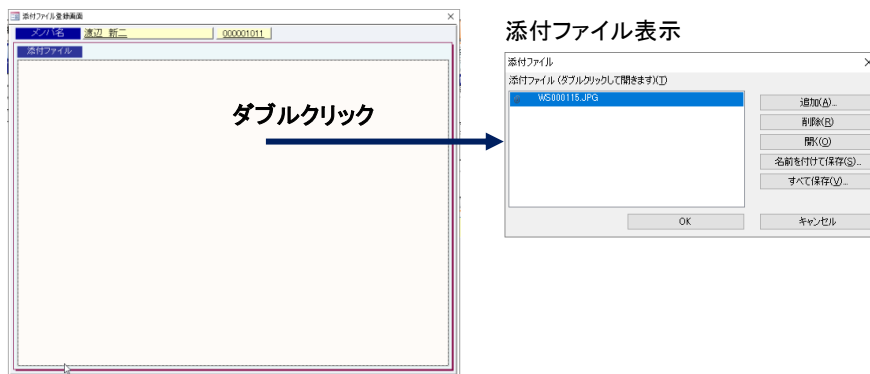 添付ファイル登録画面
メンバ名 渡辺 新二 000001011
添付ファイル
ダブルクリック
添付ファイル表示
添付ファイル
添付ファイル(ダブルクリックして開きます)(T)
WS000115.JPG
追加(A)...
削除(R)
開く(O)
名前を付けて保存(S)...
すべて保存(V)...
OK
キャンセル